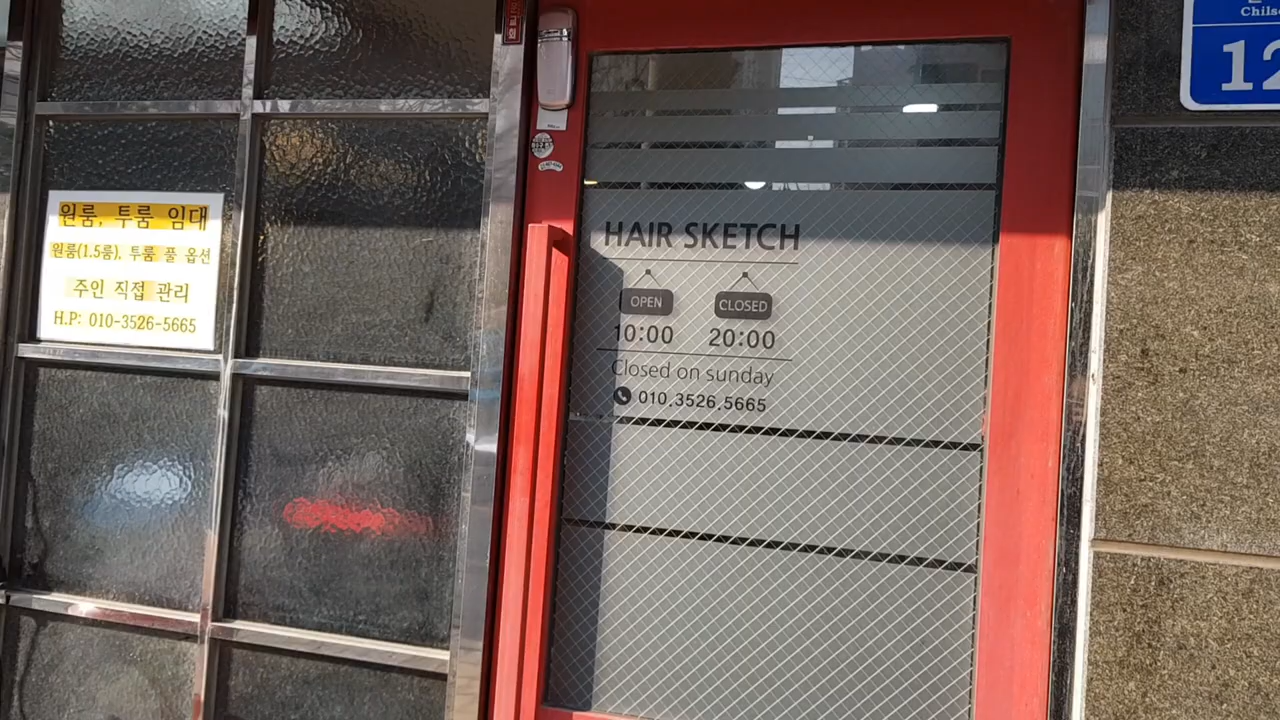 원룸, 투룸 임대
원룸(1.5룸), 투룸 풀 옵션
주인 직접 관리
H.P: 010-3526-5665
HAIR SKETCH
OPEN
CLOSED
10:00
20:00
Closed on sunday
010.3526.5665
12